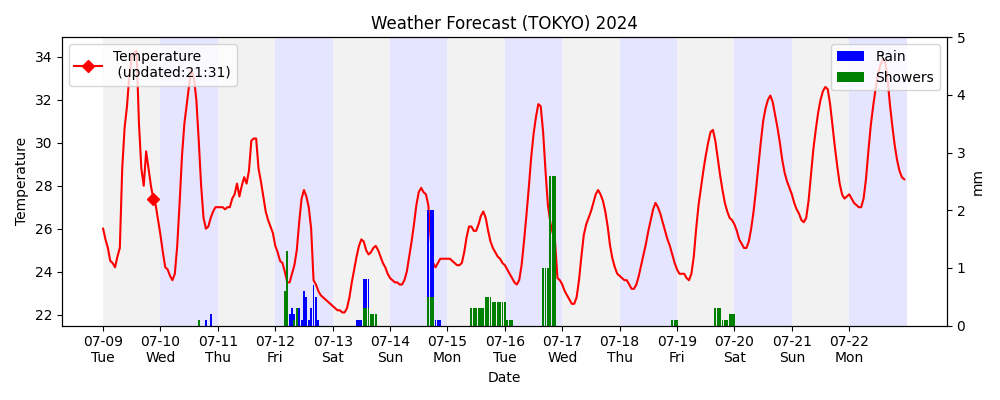 Weather Forecast (TOKYO) 2024
Temperature
(updated:21:31)
Rain
Showers
Temperature
34
32
30
28
26
24
22
5
4
3
2
1
0
mm
07-09 07-10 07-11 07-12 07-13 07-14 07-15 07-16 07-17 07-18 07-19 07-20 07-21 07-22
Tue Wed Thu Fri Sat Sun Mon Tue Wed Thu Fri Sat Sun Mon
Date